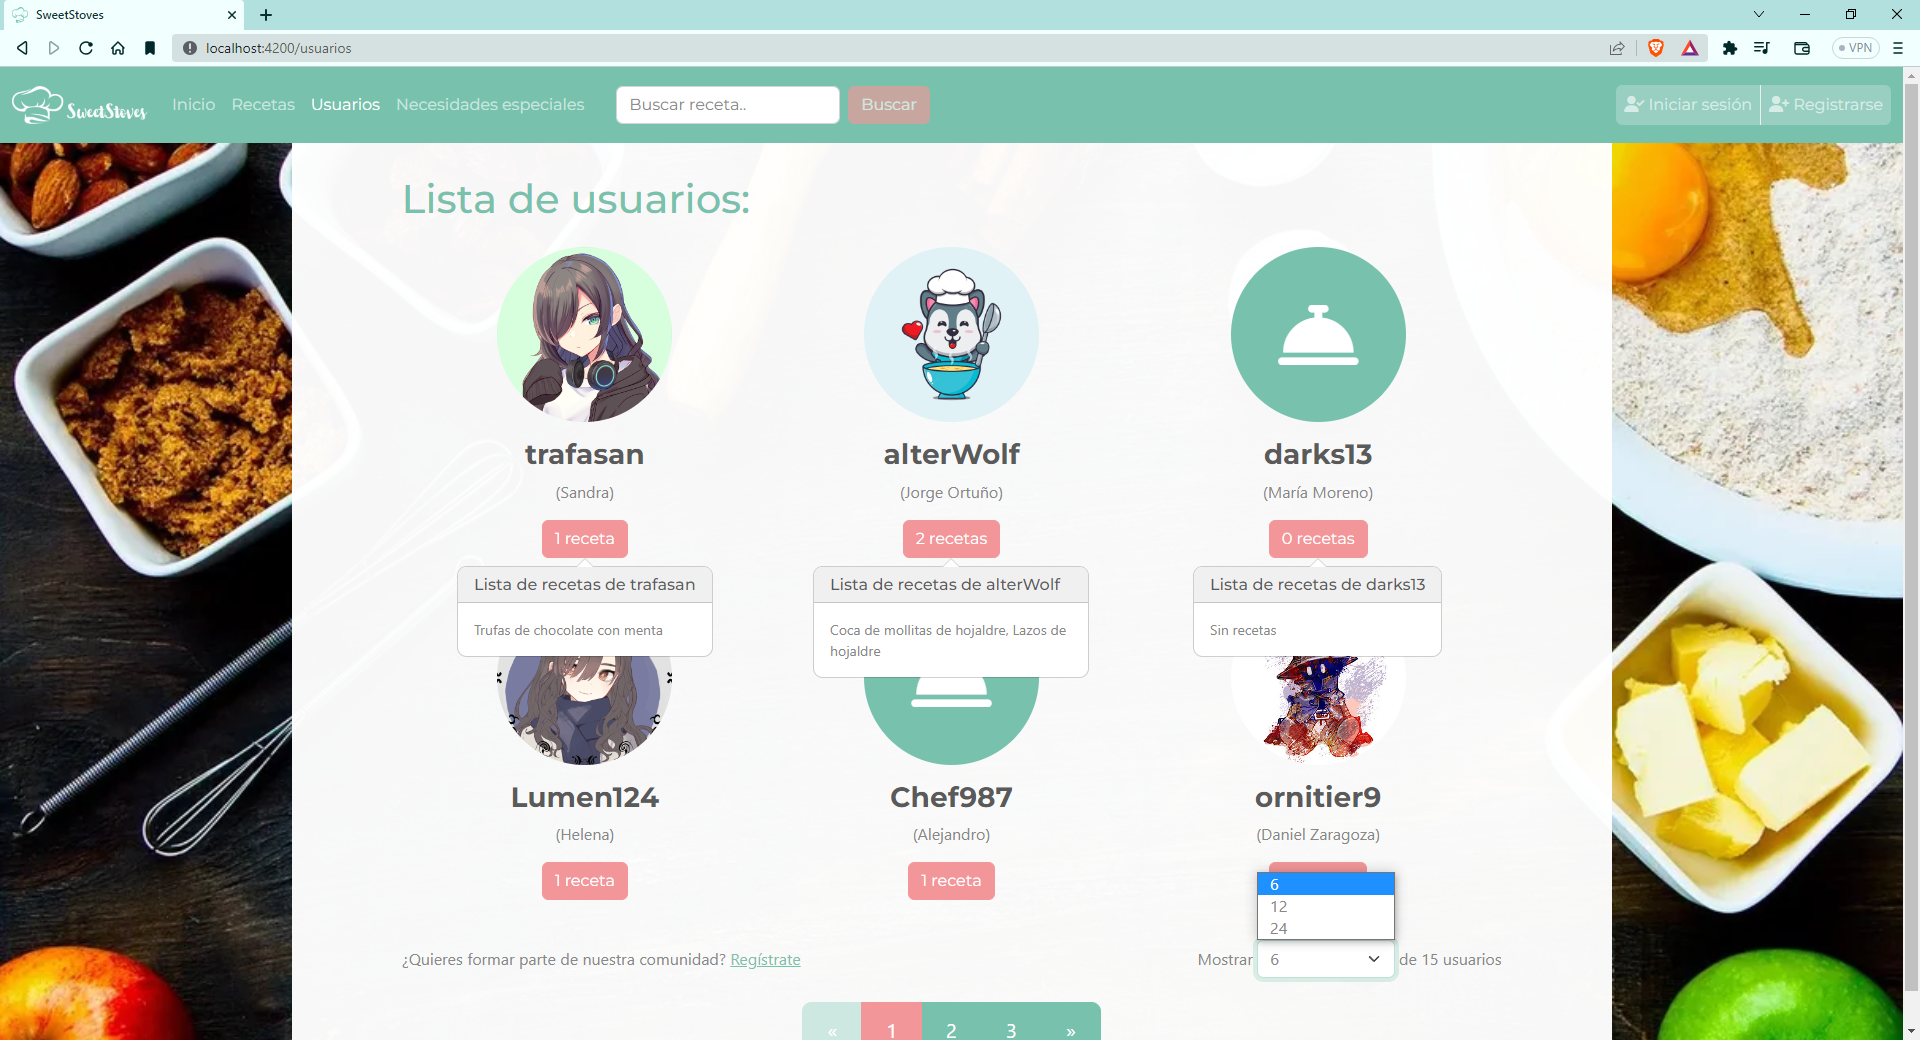 SweetStoves
localhost:4200/usuarios
VPN
SweetStoves
Inicio
Recetas
Usuarios
Necesidades especiales
Buscar receta..
Buscar
Iniciar sesión
Registrarse
Lista de usuarios:
trafasan
(Sandra)
1 receta
Lista de recetas de trafasan
Trufas de chocolate con menta
alterWolf
(Jorge Ortuño)
2 recetas
Lista de recetas de alterWolf
Coca de mollitas de hojaldre, Lazos de
hojaldre
darks13
(María Moreno)
0 recetas
Lista de recetas de darks13
Sin recetas
Lumen124
(Helena)
1 receta
Chef987
(Alejandro)
1 receta
ornitier9
(Daniel Zaragoza)
6
12
24
¿Quieres formar parte de nuestra comunidad? Regístrate
Mostrar 6 de 15 usuarios
« 1 2 3 »